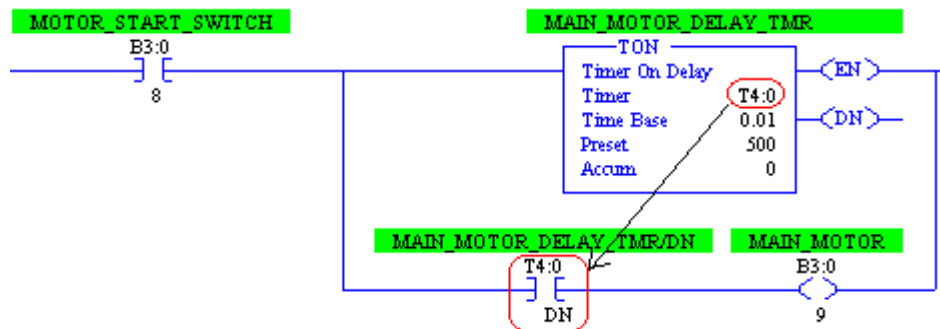 MOTOR_START_SWITCH
B3:0
8
MAIN_MOTOR_DELAY_TMR
TON
Timer On Delay
Timer T4:0
Time Base 0.01
Preset 500
Accum 0
EN
DN
MAIN_MOTOR_DELAY_TMR/DN
T4:0
DN
MAIN_MOTOR
B3:0
9